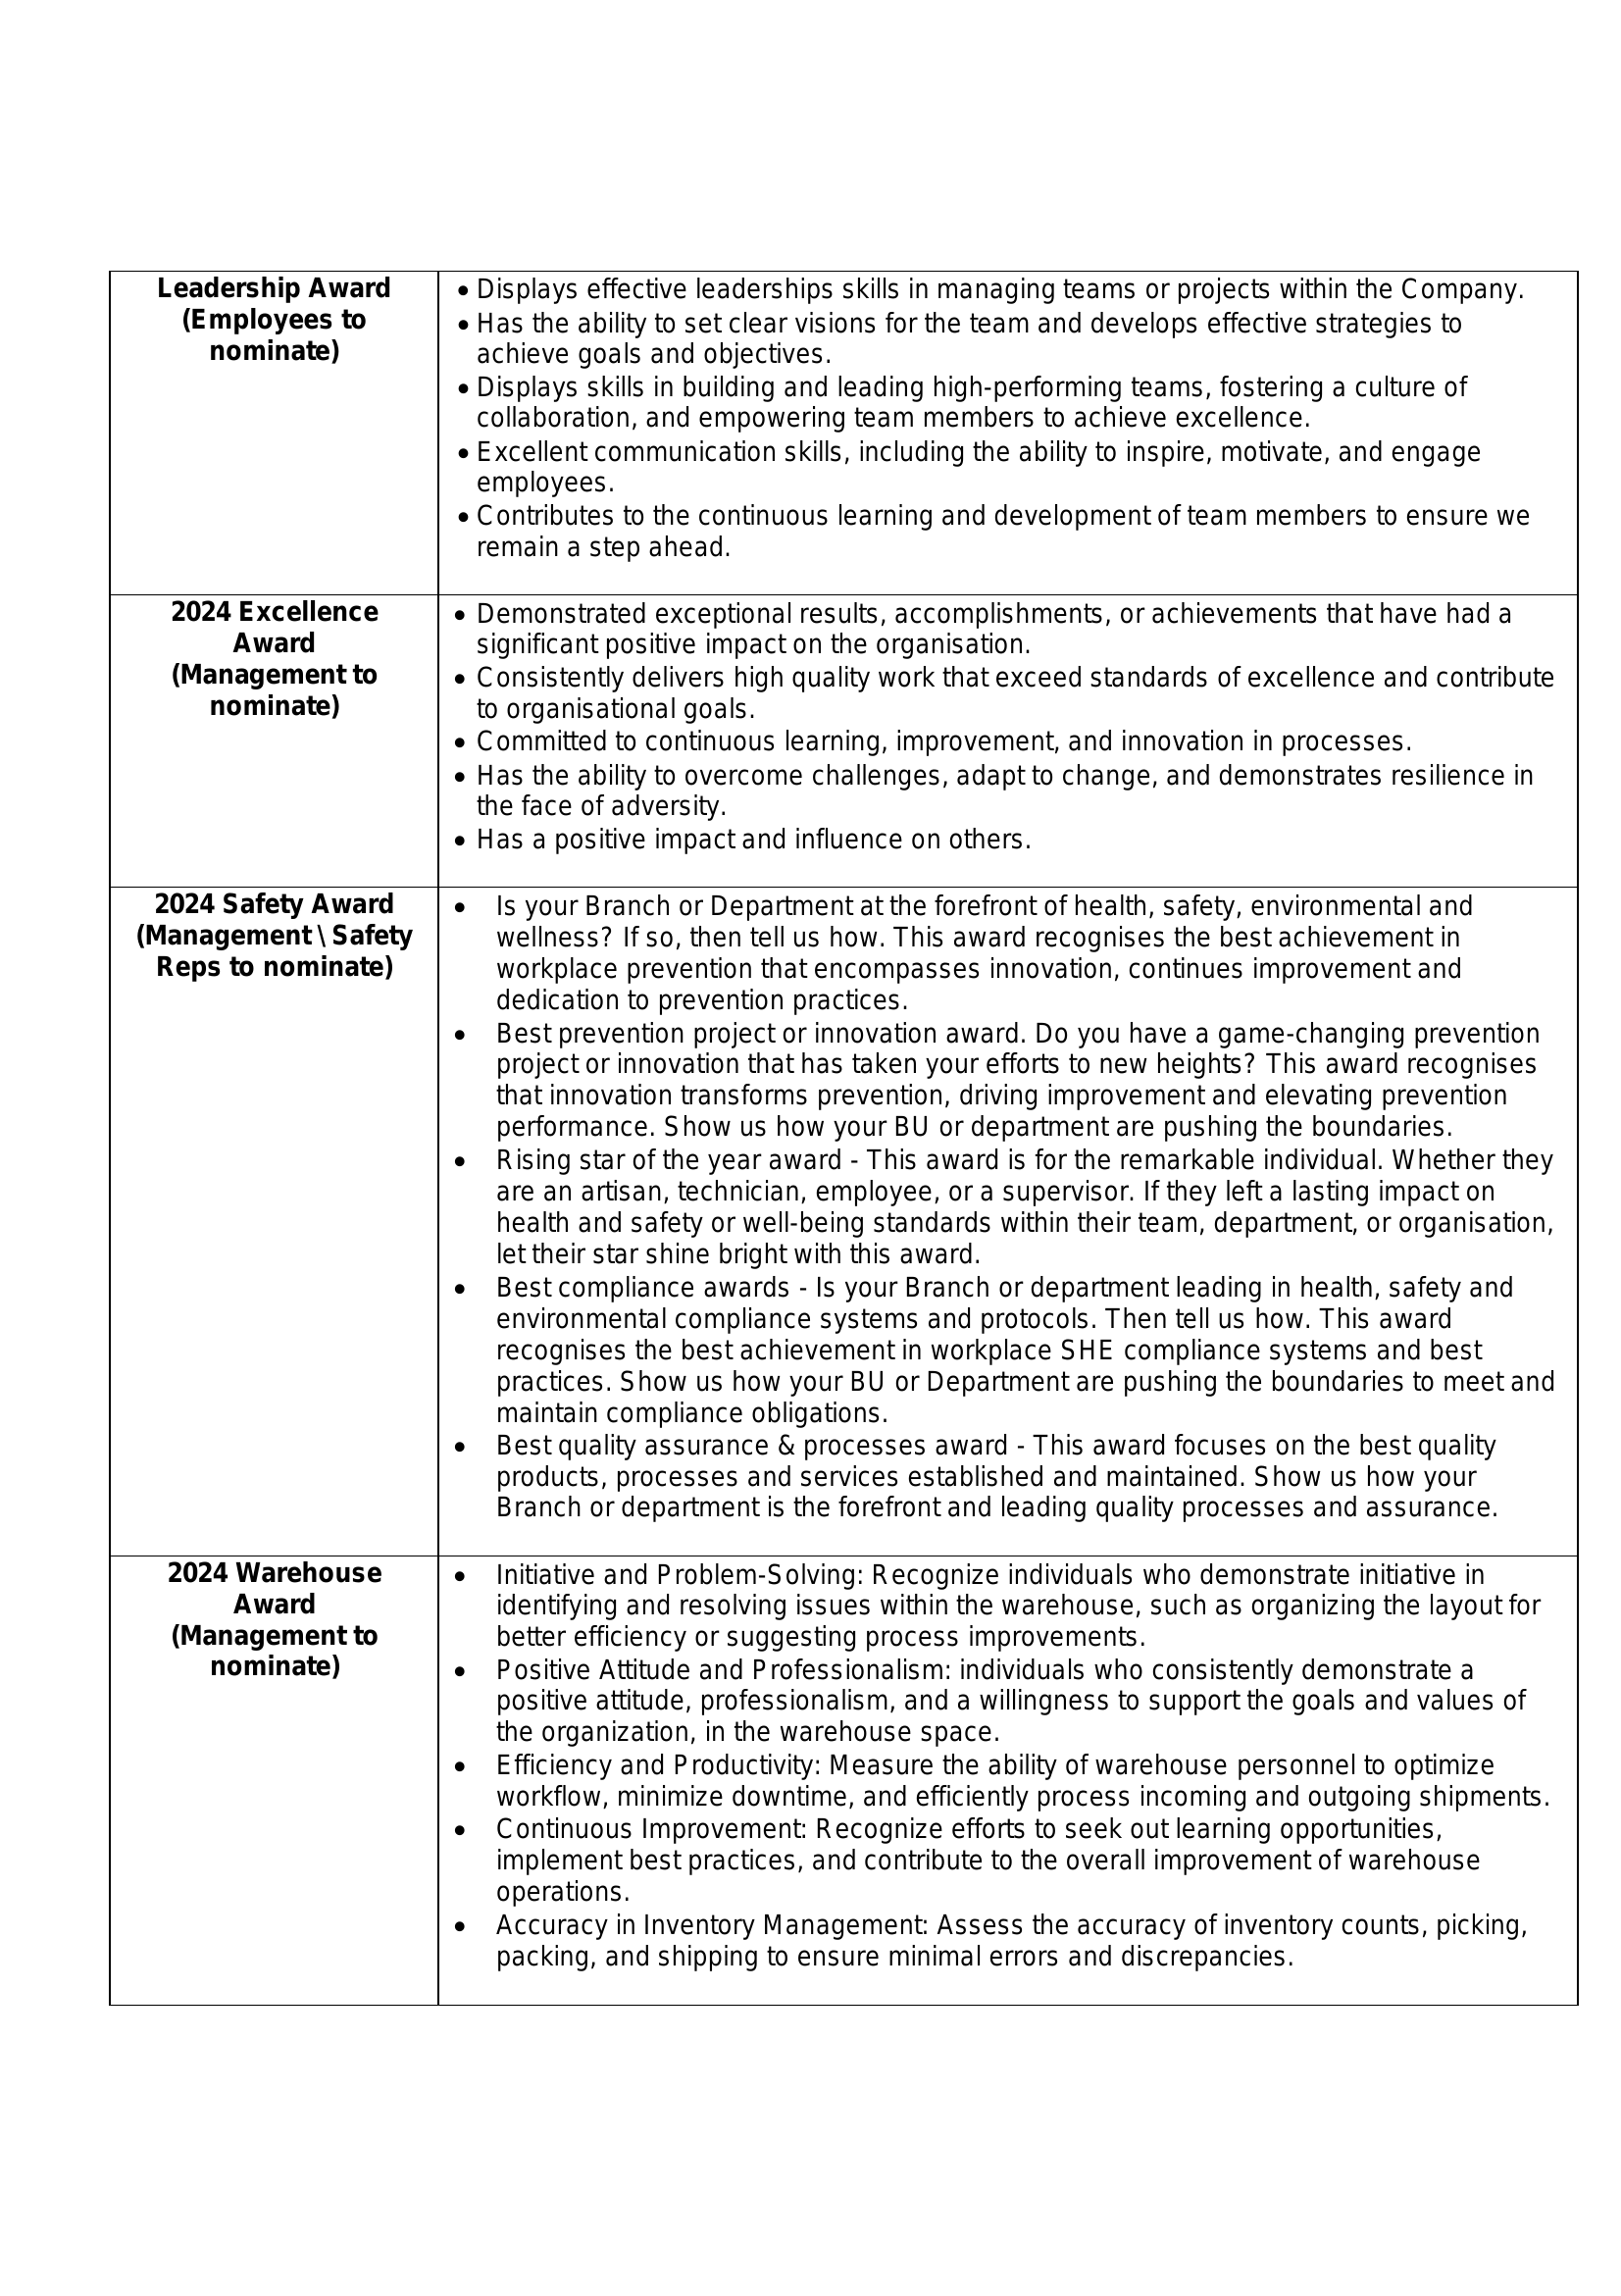 Leadership Award
(Employees to
nominate)
• Displays effective leaderships skills in managing teams or projects within the Company.
• Has the ability to set clear visions for the team and develops effective strategies to
achieve goals and objectives.
• Displays skills in building and leading high-performing teams, fostering a culture of
collaboration, and empowering team members to achieve excellence.
• Excellent communication skills, including the ability to inspire, motivate, and engage
employees.
• Contributes to the continuous learning and development of team members to ensure we
remain a step ahead.
2024 Excellence
Award
(Management to
nominate)
• Demonstrated exceptional results, accomplishments, or achievements that have had a
significant positive impact on the organisation.
• Consistently delivers high quality work that exceed standards of excellence and contribute
to organisational goals.
• Committed to continuous learning, improvement, and innovation in processes.
• Has the ability to overcome challenges, adapt to change, and demonstrates resilience in
the face of adversity.
• Has a positive impact and influence on others.
2024 Safety Award
(Management \ Safety
Reps to nominate)
• Is your Branch or Department at the forefront of health, safety, environmental and
wellness? If so, then tell us how. This award recognises the best achievement in
workplace prevention that encompasses innovation, continues improvement and
dedication to prevention practices.
• Best prevention project or innovation award. Do you have a game-changing prevention
project or innovation that has taken your efforts to new heights? This award recognises
that innovation transforms prevention, driving improvement and elevating prevention
performance. Show us how your BU or department are pushing the boundaries.
• Rising star of the year award - This award is for the remarkable individual. Whether they
are an artisan, technician, employee, or a supervisor. If they left a lasting impact on
health and safety or well-being standards within their team, department, or organisation,
let their star shine bright with this award.
• Best compliance awards - Is your Branch or department leading in health, safety and
environmental compliance systems and protocols. Then tell us how. This award
recognises the best achievement in workplace SHE compliance systems and best
practices. Show us how your BU or Department are pushing the boundaries to meet and
maintain compliance obligations.
• Best quality assurance & processes award - This award focuses on the best quality
products, processes and services established and maintained. Show us how your
Branch or department is the forefront and leading quality processes and assurance.
2024 Warehouse
Award
(Management to
nominate)
• Initiative and Problem-Solving: Recognize individuals who demonstrate initiative in
identifying and resolving issues within the warehouse, such as organizing the layout for
better efficiency or suggesting process improvements.
• Positive Attitude and Professionalism: individuals who consistently demonstrate a
positive attitude, professionalism, and a willingness to support the goals and values of
the organization, in the warehouse space.
• Efficiency and Productivity: Measure the ability of warehouse personnel to optimize
workflow, minimize downtime, and efficiently process incoming and outgoing shipments.
• Continuous Improvement: Recognize efforts to seek out learning opportunities,
implement best practices, and contribute to the overall improvement of warehouse
operations.
• Accuracy in Inventory Management: Assess the accuracy of inventory counts, picking,
packing, and shipping to ensure minimal errors and discrepancies.